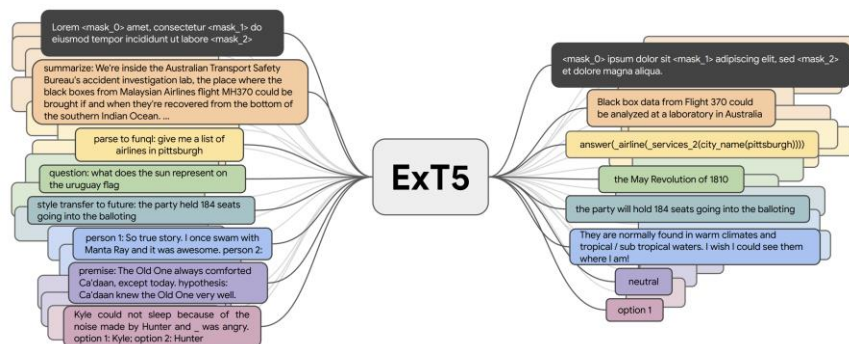 Lorem <mask_0> amet, consectetur <mask_1> do
eiusmod tempor incididunt ut labore <mask_2>
summarize: We're inside the Australian Transport Safety
Bureau's accident investigation lab, the place where the
black boxes from Malaysian Airlines flight MH370 could be
brought if and when they're recovered from the bottom of
the southern Indian Ocean. ...
parse to funql: give me a list of
airlines in pittsburgh
question: what does the sun represent on
the uruguay flag
style transfer to future: the party held 184 seats
going into the balloting
person 1: So true story. I once swam with
Manta Ray and it was awesome. person 2:
premise: The Old One always comforted
Ca'daan, except today. hypothesis:
Ca'daan knew the Old One very well.
Kyle could not sleep because of the
noise made by Hunter and _ was angry.
option 1: Kyle; option 2: Hunter
ExT5
<mask_0> ipsum dolor sit <mask_1> adipiscing elit, sed <mask_2>
et dolore magna aliqua.
Black box data from Flight 370 could
be analyzed at a laboratory in Australia
answer(_airline(_services_2(city_name(pittsburgh))))
the May Revolution of 1810
the party will hold 184 seats going into the balloting
They are normally found in warm climates and
tropical / sub tropical waters. I wish I could see them
where I am!
neutral
option 1